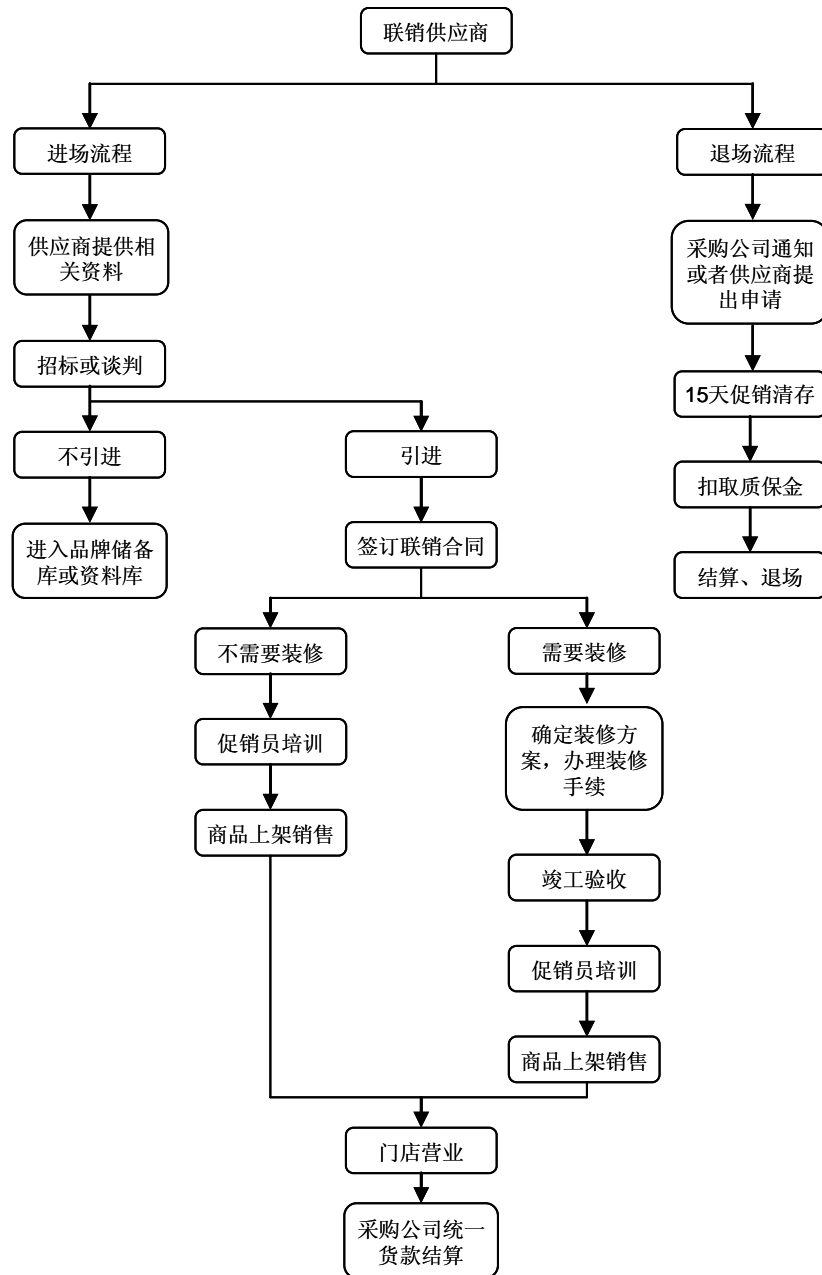 联销供应商
进场流程
退场流程
供应商提供相
关资料
采购公司通知
或者供应商提
出申请
招标或谈判
15天促销清存
不引进
引进
扣取质保金
进入品牌储备
库或资料库
签订联销合同
结算、退场
不需要装修
需要装修
促销员培训
确定装修方
案，办理装修
手续
商品上架销售
竣工验收
促销员培训
商品上架销售
门店营业
采购公司统一
货款结算